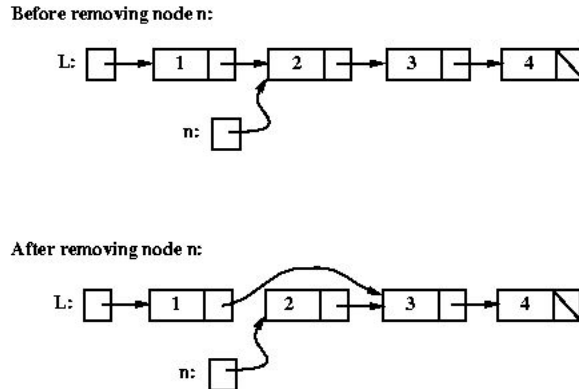 Before removing node n:
L: 1 2 3 4
n:
After removing node n:
L: 1 2 3 4
n: